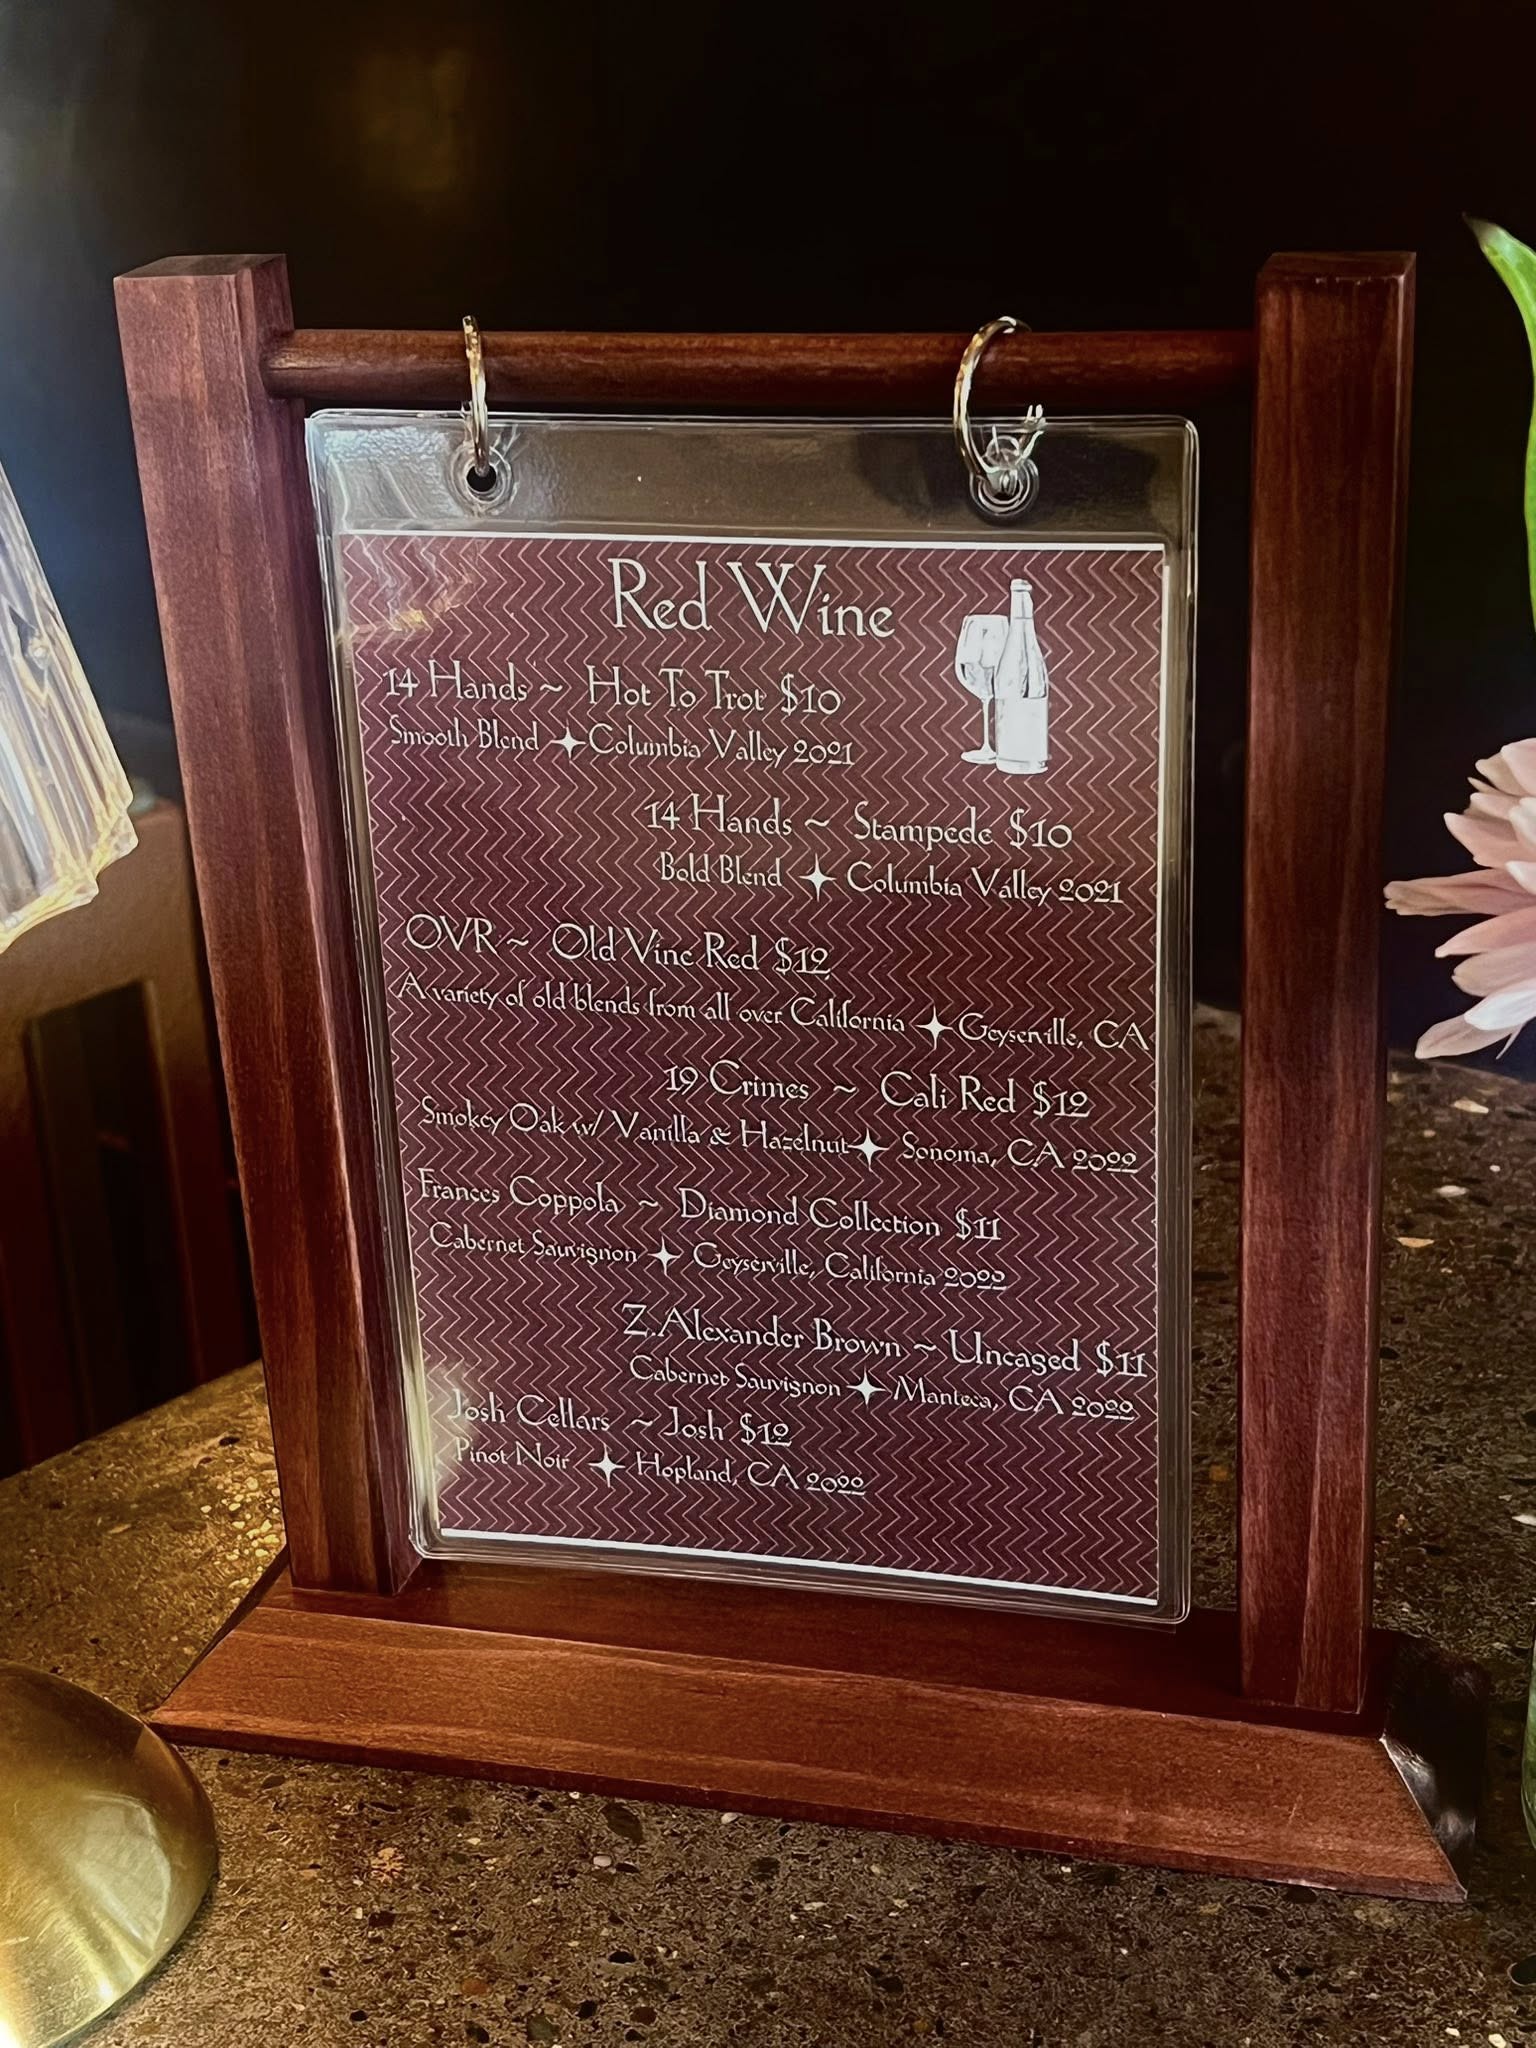 Red Wine
14 Hands ~ Hot To Trot $10
Smooth Blend ✦ Columbia Valley 2021
14 Hands ~ Stampede $10
Bold Blend ✦ Columbia Valley 2021
OVR ~ Old Vine Red $12
A variety of old blends from all over California ✦ Geyserville, CA
19 Crimes ~ Cali Red $12
Smokey Oak w/ Vanilla & Hazelnut ✦ Sonoma, CA 2022
Frances Coppola ~ Diamond Collection $11
Cabernet Sauvignon ✦ Geyserville, California 2022
Z.Alexander Brown ~ Uncaged $11
Cabernet Sauvignon ✦ Manteca, CA 2022
Josh Cellars ~ Josh $12
Pinot Noir ✦ Hopland, CA 2022